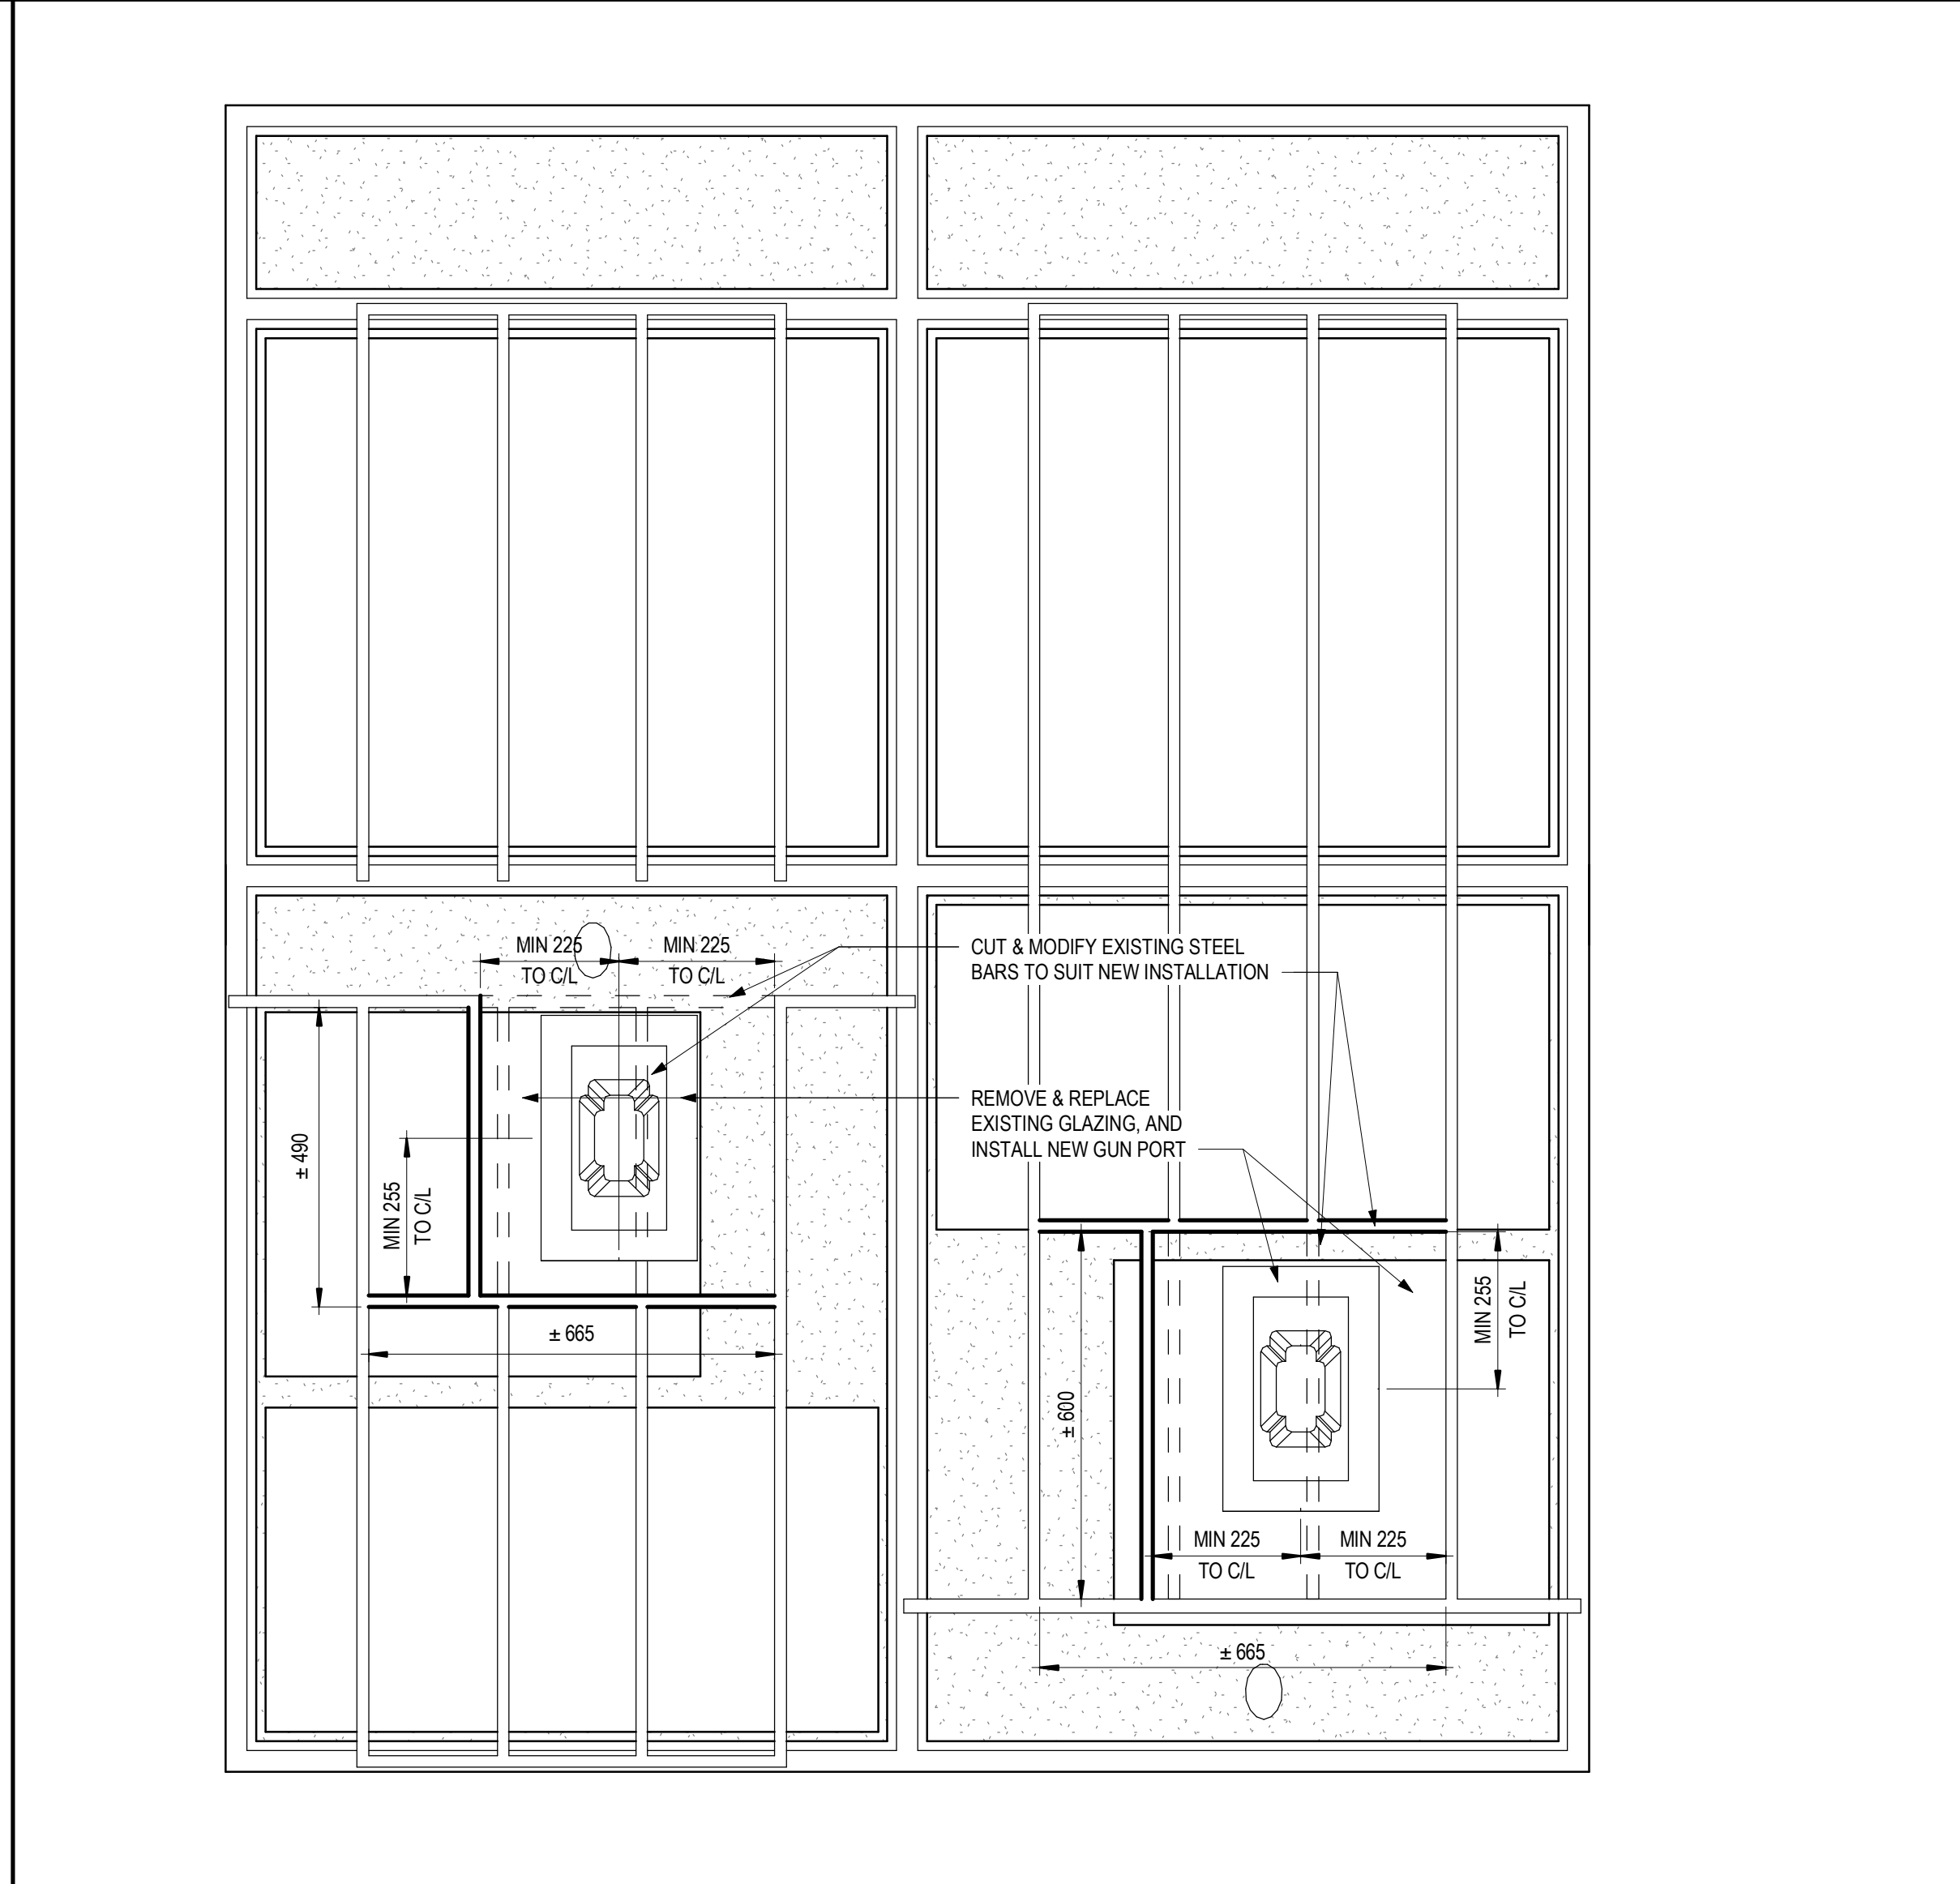 MIN 225
TO C/L
MIN 225
TO C/L
CUT & MODIFY EXISTING STEEL
BARS TO SUIT NEW INSTALLATION
REMOVE & REPLACE
EXISTING GLAZING, AND
INSTALL NEW GUN PORT
± 490
MIN 255
TO C/L
± 665
MIN 255
TO C/L
± 600
MIN 225
TO C/L
MIN 225
TO C/L
± 665